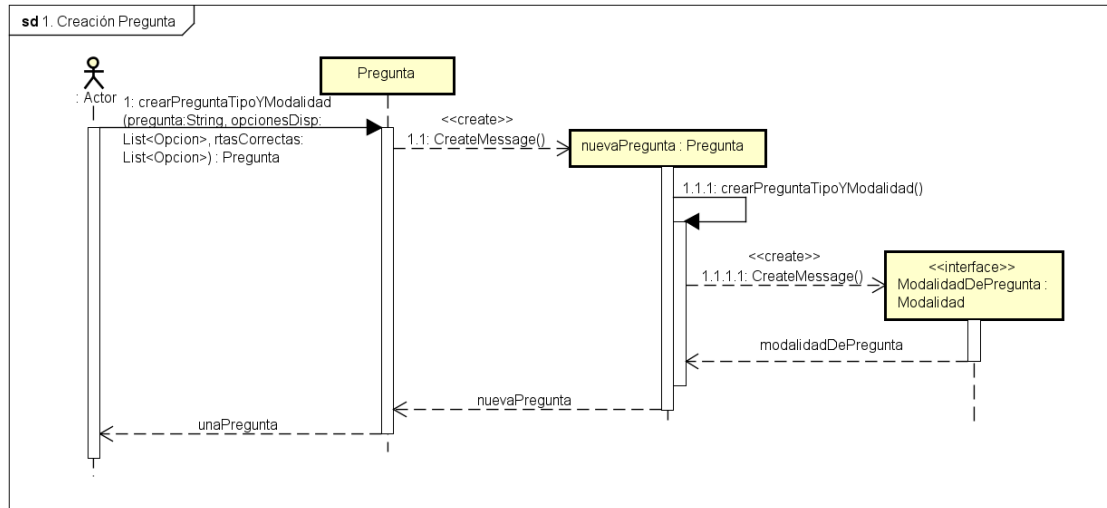 sd 1. Creación Pregunta
: Actor
Pregunta
1: crearPreguntaTipoYModalidad
(pregunta:String, opcionesDisp:
List<Opcion>, rtasCorrectas:
List<Opcion>) : Pregunta
<<create>>
1.1: CreateMessage()
nuevaPregunta : Pregunta
1.1.1: crearPreguntaTipoYModalidad()
<<create>>
1.1.1.1: CreateMessage()
<<interface>>
ModalidadDePregunta :
Modalidad
modalidadDePregunta
nuevaPregunta
unaPregunta